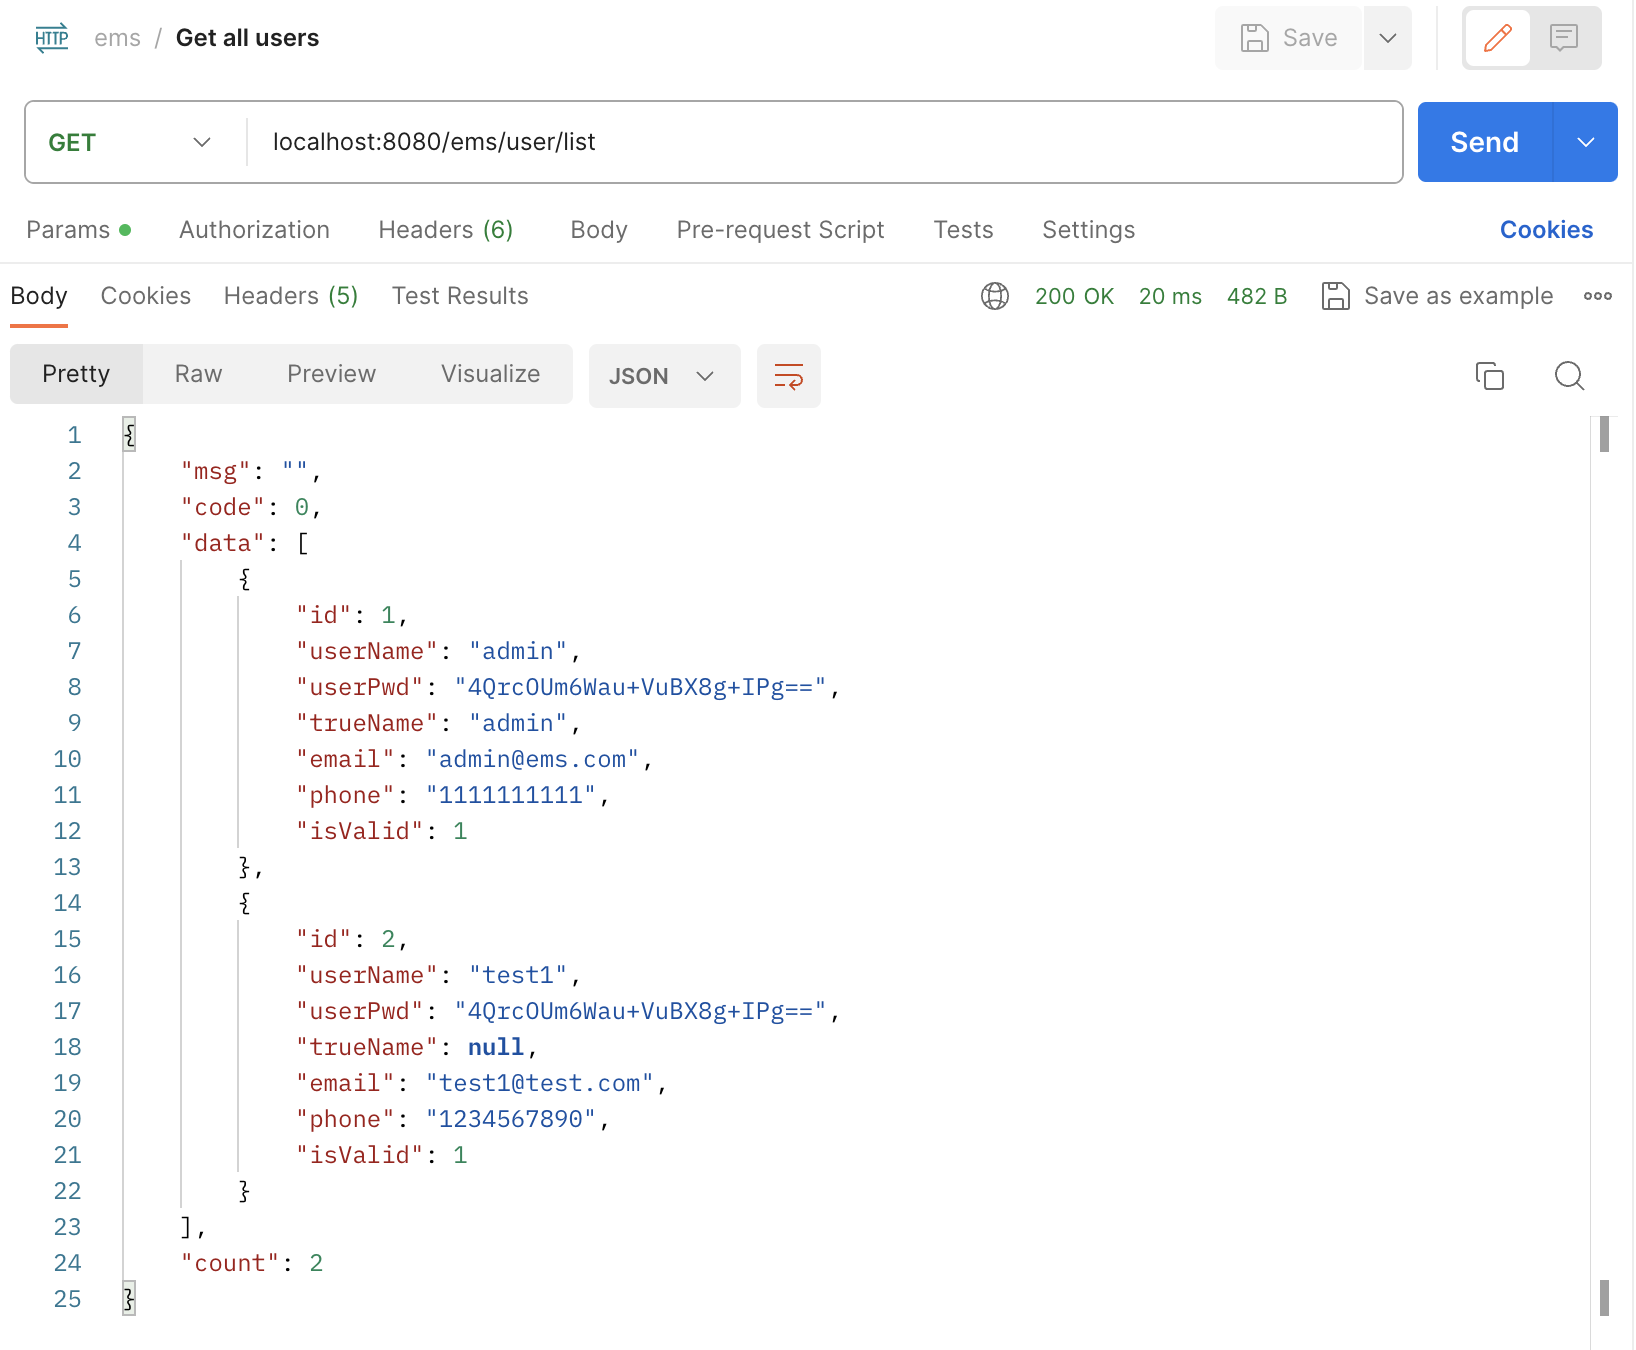 HTTP ems / Get all users Save
GET localhost:8080/ems/user/list Send
Params Authorization Headers (6) Body Pre-request Script Tests Settings Cookies
Body Cookies Headers (5) Test Results 200 OK 20 ms 482 B Save as example
Pretty Raw Preview Visualize JSON
1 {
2 "msg": "",
3 "code": 0,
4 "data": [
5 {
6 "id": 1,
7 "userName": "admin",
8 "userPwd": "4QrcOUm6Wau+VuBX8g+IPg==",
9 "trueName": "admin",
10 "email": "admin@ems.com",
11 "phone": "1111111111",
12 "isValid": 1
13 },
14 {
15 "id": 2,
16 "userName": "test1",
17 "userPwd": "4QrcOUm6Wau+VuBX8g+IPg==",
18 "trueName": null,
19 "email": "test1@test.com",
20 "phone": "1234567890",
21 "isValid": 1
22 }
23 ],
24 "count": 2
25 }